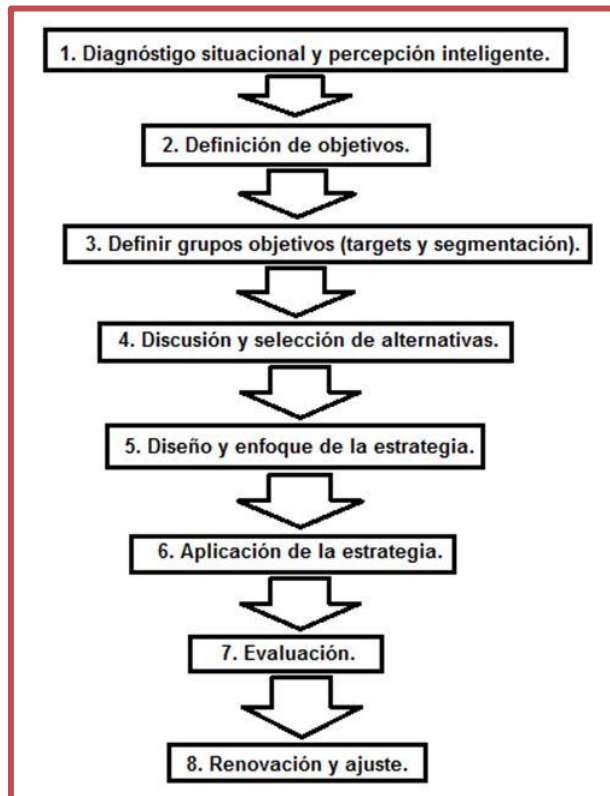 1. Diagnóstigo situacional y percepción inteligente.
2. Definición de objetivos.
3. Definir grupos objetivos (targets y segmentación).
4. Discusión y selección de alternativas.
5. Diseño y enfoque de la estrategia.
6. Aplicación de la estrategia.
7. Evaluación.
8. Renovación y ajuste.